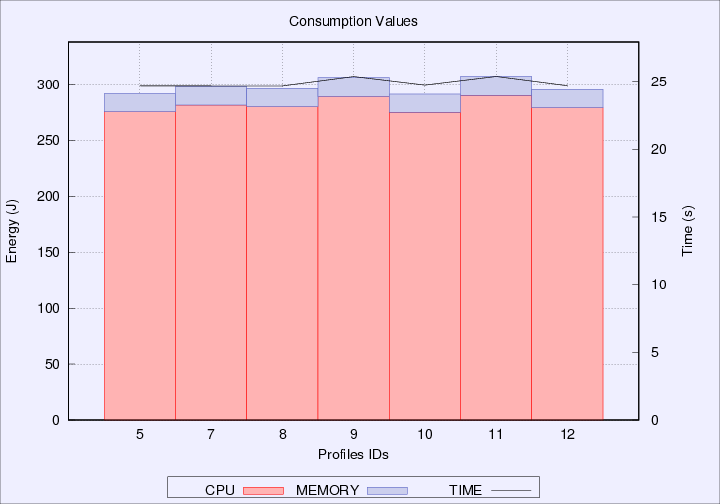 Consumption Values
300
250
200
150
100
50
0
Energy (J)
25
20
15
10
5
0
Time (s)
5 7 8 9 10 11 12
Profiles IDs
CPU MEMORY TIME